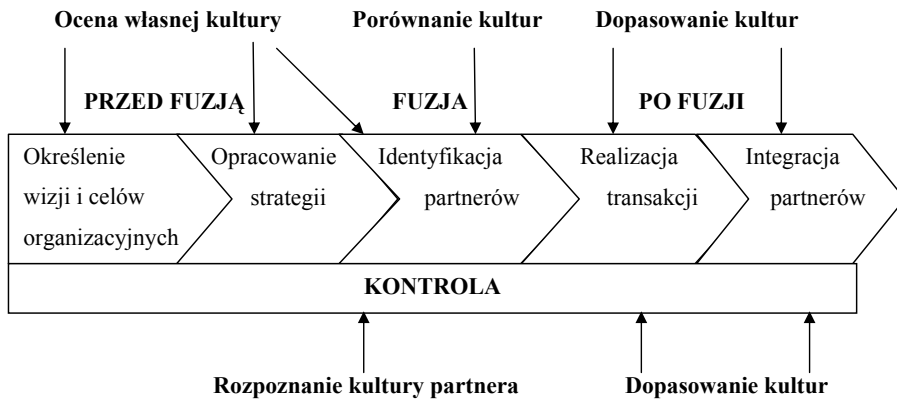 Ocena własnej kultury Porównanie kultur Dopasowanie kultur
PRZED FUZJĄ FUZJA PO FUZJI
Określenie
wizji i celów
organizacyjnych
Opracowanie
strategii
Identyfikacja
partnerów
Realizacja
transakcji
Integracja
partnerów
KONTROLA
Rozpoznanie kultury partnera Dopasowanie kultur